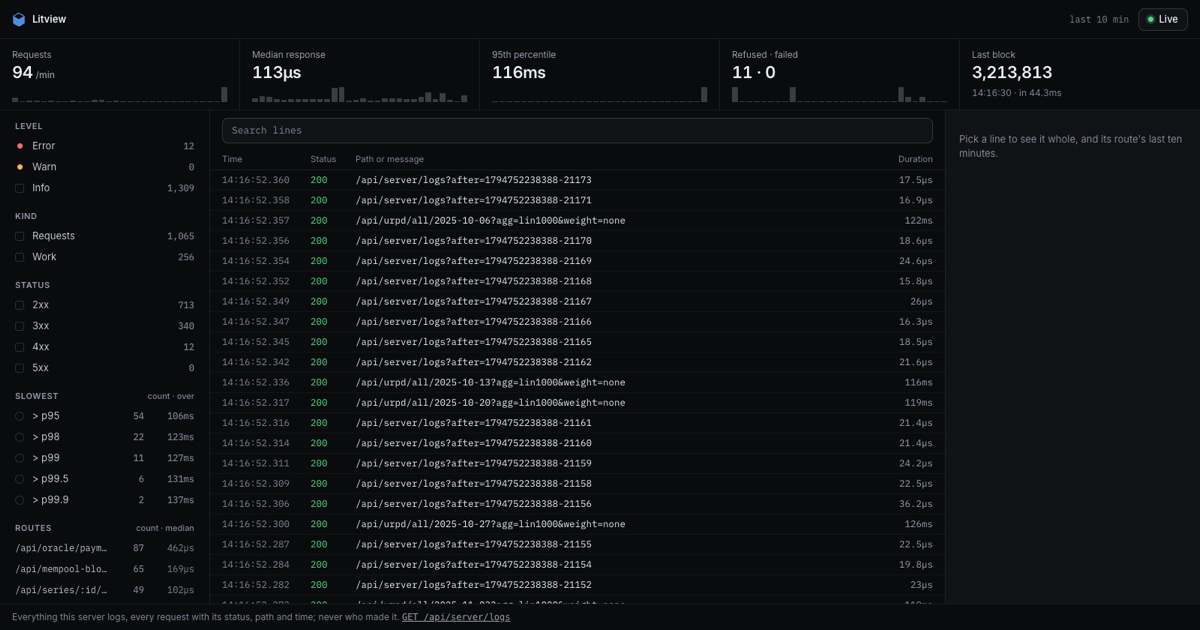 Litview
last 10 min
Live
Requests
94 /min
Median response
113µs
95th percentile
116ms
Refused · failed
11 · 0
Last block
3,213,813
14:16:30 · in 44.3ms
LEVEL
Error 12
Warn 0
Info 1,309
KIND
Requests 1,065
Work 256
STATUS
2xx 713
3xx 340
4xx 12
5xx 0
SLOWEST count · over
> p95 54 106ms
> p98 22 123ms
> p99 11 127ms
> p99.5 6 131ms
> p99.9 2 137ms
ROUTES count · median
/api/oracle/paym… 87 462µs
/api/mempool-blo… 65 169µs
/api/series/:id/… 49 102µs
Search lines
Time Status Path or message Duration
14:16:52.360 200 /api/server/logs?after=1794752238388-21173 17.5µs
14:16:52.358 200 /api/server/logs?after=1794752238388-21171 16.9µs
14:16:52.357 200 /api/urpd/all/2025-10-06?agg=lin1000&weight=none 122ms
14:16:52.356 200 /api/server/logs?after=1794752238388-21170 18.6µs
14:16:52.354 200 /api/server/logs?after=1794752238388-21169 24.6µs
14:16:52.352 200 /api/server/logs?after=1794752238388-21168 15.8µs
14:16:52.349 200 /api/server/logs?after=1794752238388-21167 26µs
14:16:52.347 200 /api/server/logs?after=1794752238388-21166 16.3µs
14:16:52.345 200 /api/server/logs?after=1794752238388-21165 18.5µs
14:16:52.342 200 /api/server/logs?after=1794752238388-21162 21.6µs
14:16:52.336 200 /api/urpd/all/2025-10-13?agg=lin1000&weight=none 116ms
14:16:52.317 200 /api/urpd/all/2025-10-20?agg=lin1000&weight=none 119ms
14:16:52.316 200 /api/server/logs?after=1794752238388-21161 21.4µs
14:16:52.314 200 /api/server/logs?after=1794752238388-21160 21.4µs
14:16:52.311 200 /api/server/logs?after=1794752238388-21159 24.2µs
14:16:52.309 200 /api/server/logs?after=1794752238388-21158 22.5µs
14:16:52.306 200 /api/server/logs?after=1794752238388-21156 36.2µs
14:16:52.300 200 /api/urpd/all/2025-10-27?agg=lin1000&weight=none 126ms
14:16:52.287 200 /api/server/logs?after=1794752238388-21155 22.5µs
14:16:52.284 200 /api/server/logs?after=1794752238388-21154 19.8µs
14:16:52.282 200 /api/server/logs?after=1794752238388-21152 23µs
Pick a line to see it whole, and its route's last ten
minutes.
Everything this server logs, every request with its status, path and time; never who made it. GET /api/server/logs